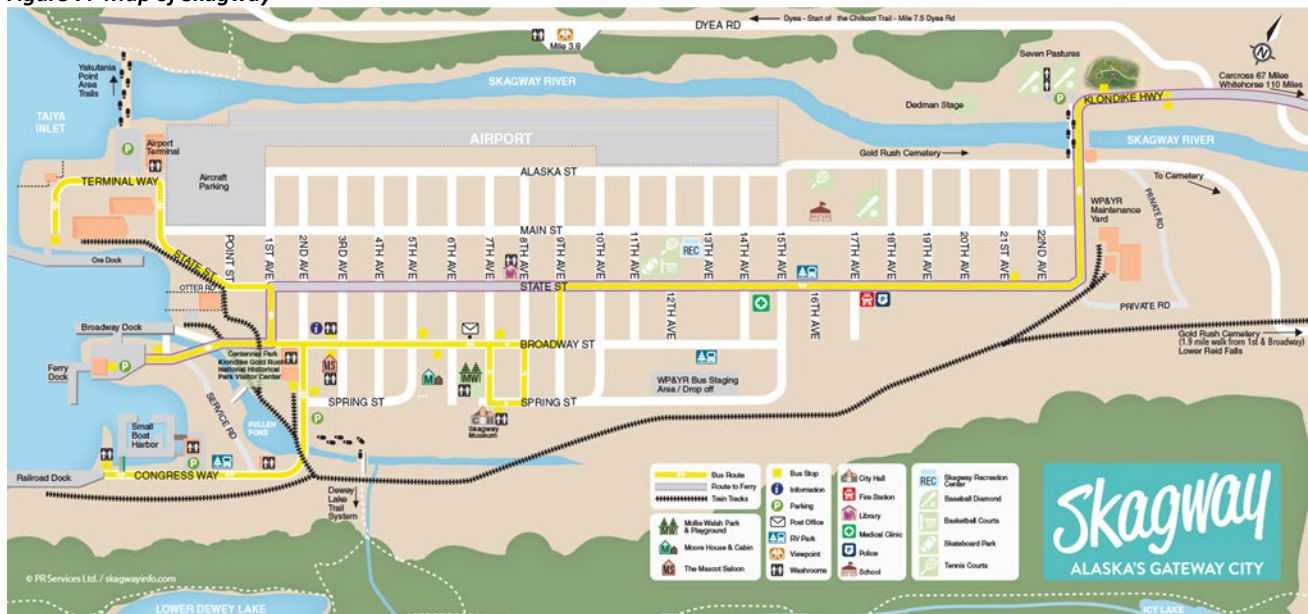 Figure . . Map of Skagway
Dyea - Start of the Chilkoot Trail - Mile 7.5 Dyea Rd
DYEA RD
Mile 3.8
Seven Pastures
Yakutania
Point
Area
Trails
SKAGWAY RIVER
Carcross 67 Miles
Whitehorse 110 Miles
KLONDIKE HWY
Dedman Stage
TAIYA
INLET
AIRPORT
SKAGWAY RIVER
Airport
Terminal
Gold Rush Cemetery
ALASKA ST
To Cemetery
TERMINAL WAY
Aircraft
Parking
PRIVATE RD
WP&YR
Maintenance
Yard
MAIN ST
REC
POINT ST
1ST AVE
2ND AVE
3RD AVE
4TH AVE
5TH AVE
6TH AVE
7TH AVE
8TH AVE
9TH AVE
10TH AVE
11TH AVE
12TH AVE
13TH AVE
14TH AVE
15TH AVE
16TH AVE
17TH AVE
18TH AVE
19TH AVE
20TH AVE
21ST AVE
22ND AVE
Ore Dock
STATE ST
STATE ST
OTTER RD
PRIVATE RD
Broadway Dock
BROADWAY ST
Gold Rush Cemetery
(1.9 mile walk from 1st & Broadway)
Lower Reid Falls
Centennial Park
Klondike Gold Rush
National Historical
Park Visitor Center
Ferry
Dock
MS
M
MW
WP&YR Bus Staging
Area / Drop off
SPRING ST
SPRING ST
SERVICE RD
PULLEN
POND
Small
Boat
Harbor
Skagway
Museum
CONGRESS WAY
Railroad Dock
Dewey
Lake
Trail
System
Bus Route
Route to Ferry
Train Tracks
Mollie Walsh Park
& Playground
Moore House & Cabin
The Mascot Saloon
Bus Stop
Information
Parking
Post Office
RV Park
Viewpoint
Washrooms
City Hall
Fire Station
Library
Medical Clinic
Police
School
REC
Skagway Recreation
Center
Baseball Diamond
Basketball Courts
Skateboard Park
Tennis Courts
Skagway
ALASKA'S GATEWAY CITY
© PR Services Ltd. / skagwayinfo.com
LOWER DEWEY LAKE
ICY LAKE
N